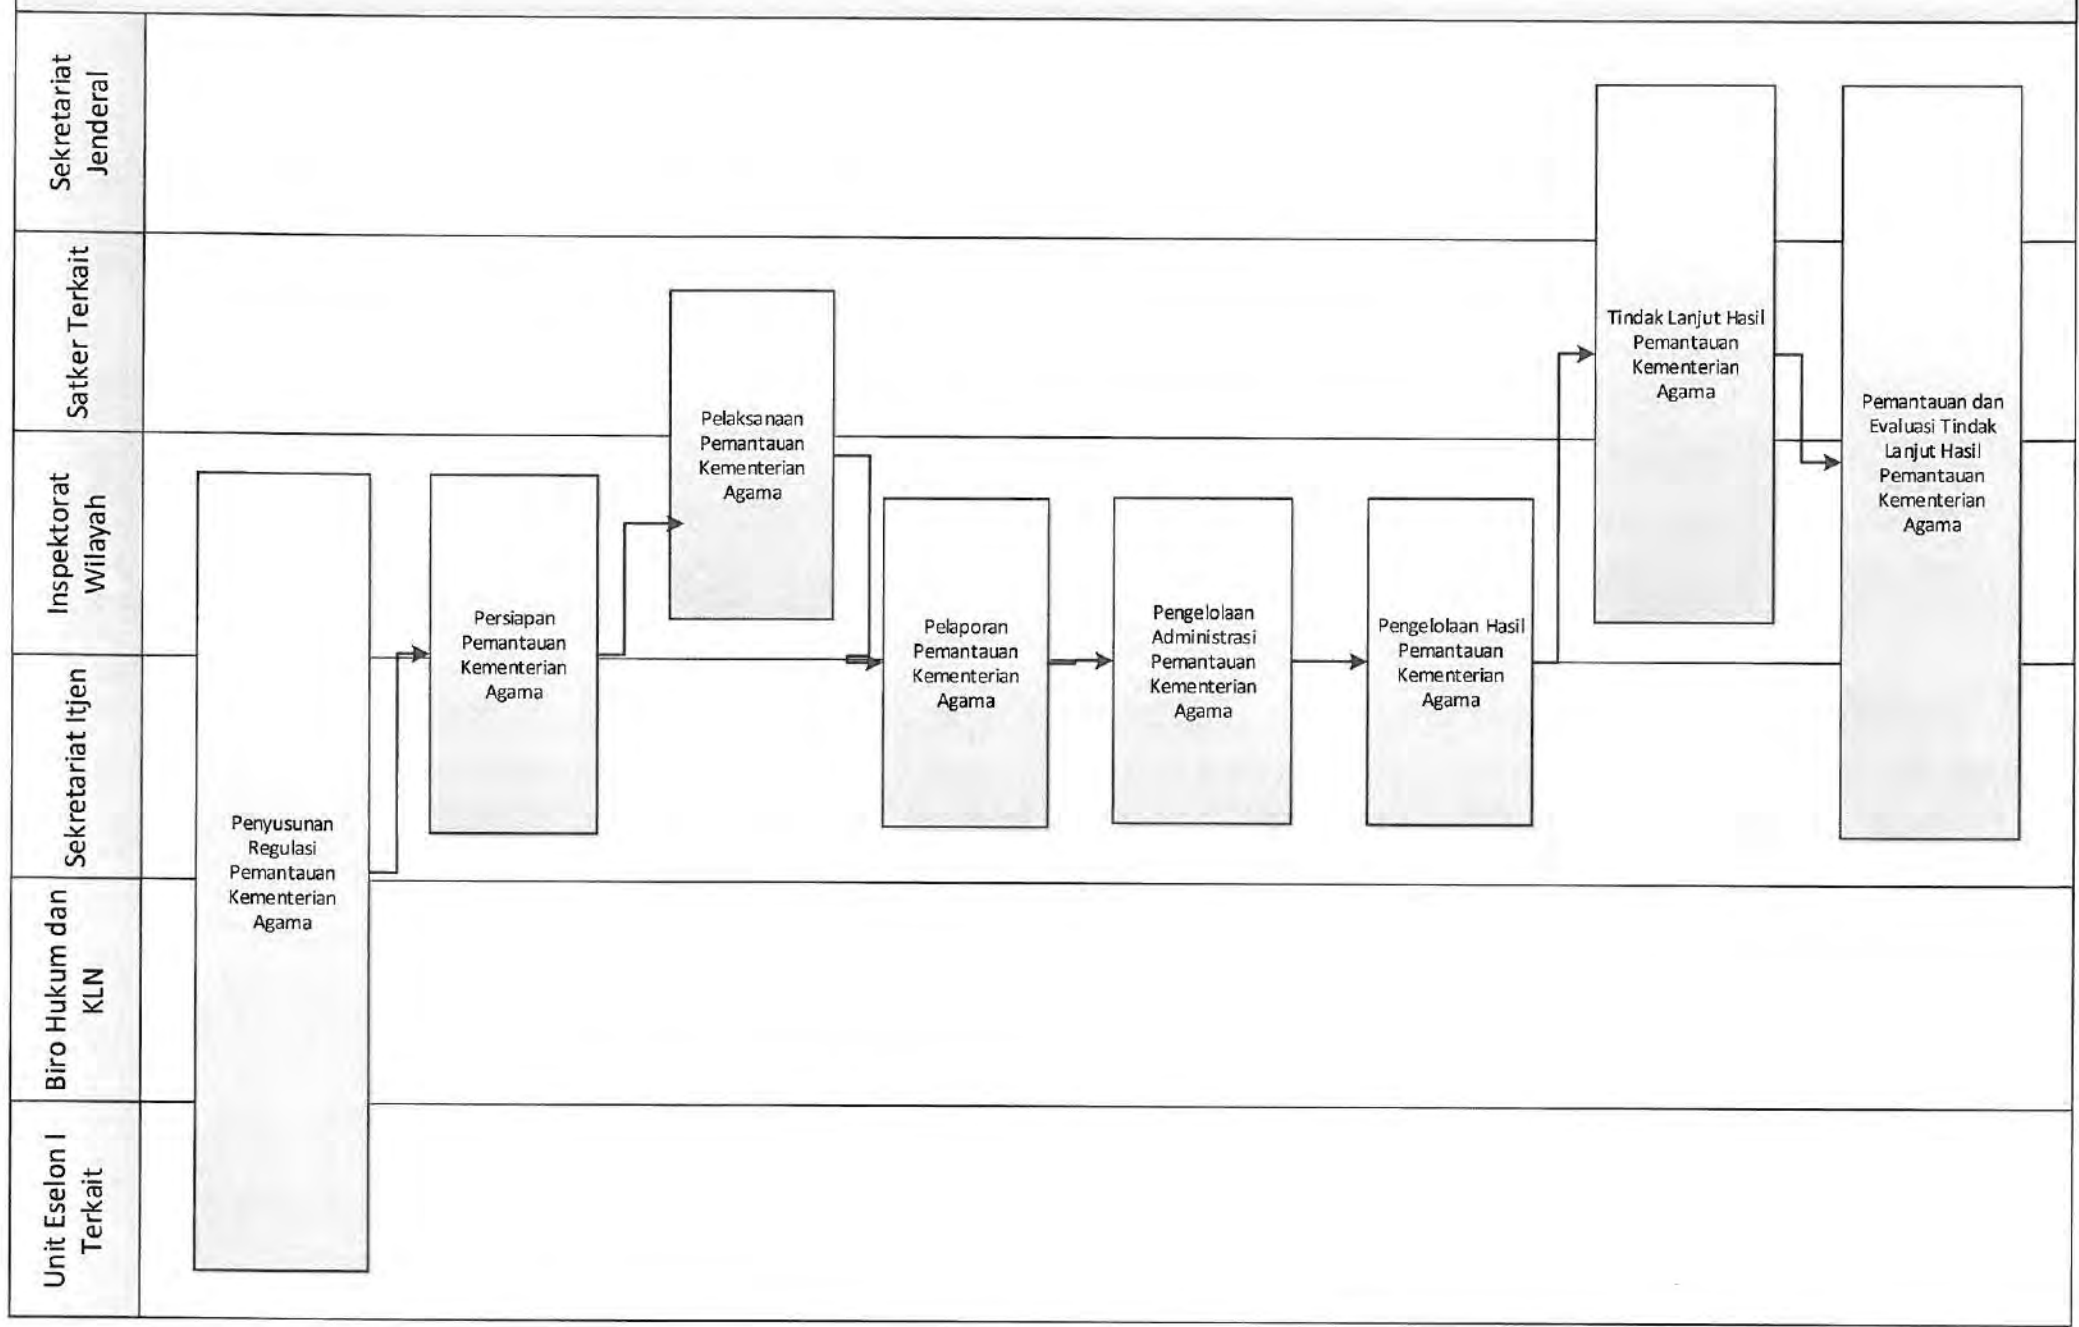 Sekretariat
Jenderal
Satker Terkait
Inspektorat
Wilayah
Sekretariat Itjen
Biro Hukum dan
KLN
Unit Eselon I
Terkait
Penyusunan
Regulasi
Pemantauan
Kementerian
Agama
Persiapan
Pemantauan
Kementerian
Agama
Pelaksanaan
Pemantauan
Kementerian
Agama
Pelaporan
Pemantauan
Kementerian
Agama
Pengelolaan
Administrasi
Pemantauan
Kementerian
Agama
Pengelolaan Hasil
Pemantauan
Kementerian
Agama
Tindak Lanjut Hasil
Pemantauan
Kementerian
Agama
Pemantauan dan
Evaluasi Tindak
Lanjut Hasil
Pemantauan
Kementerian
Agama